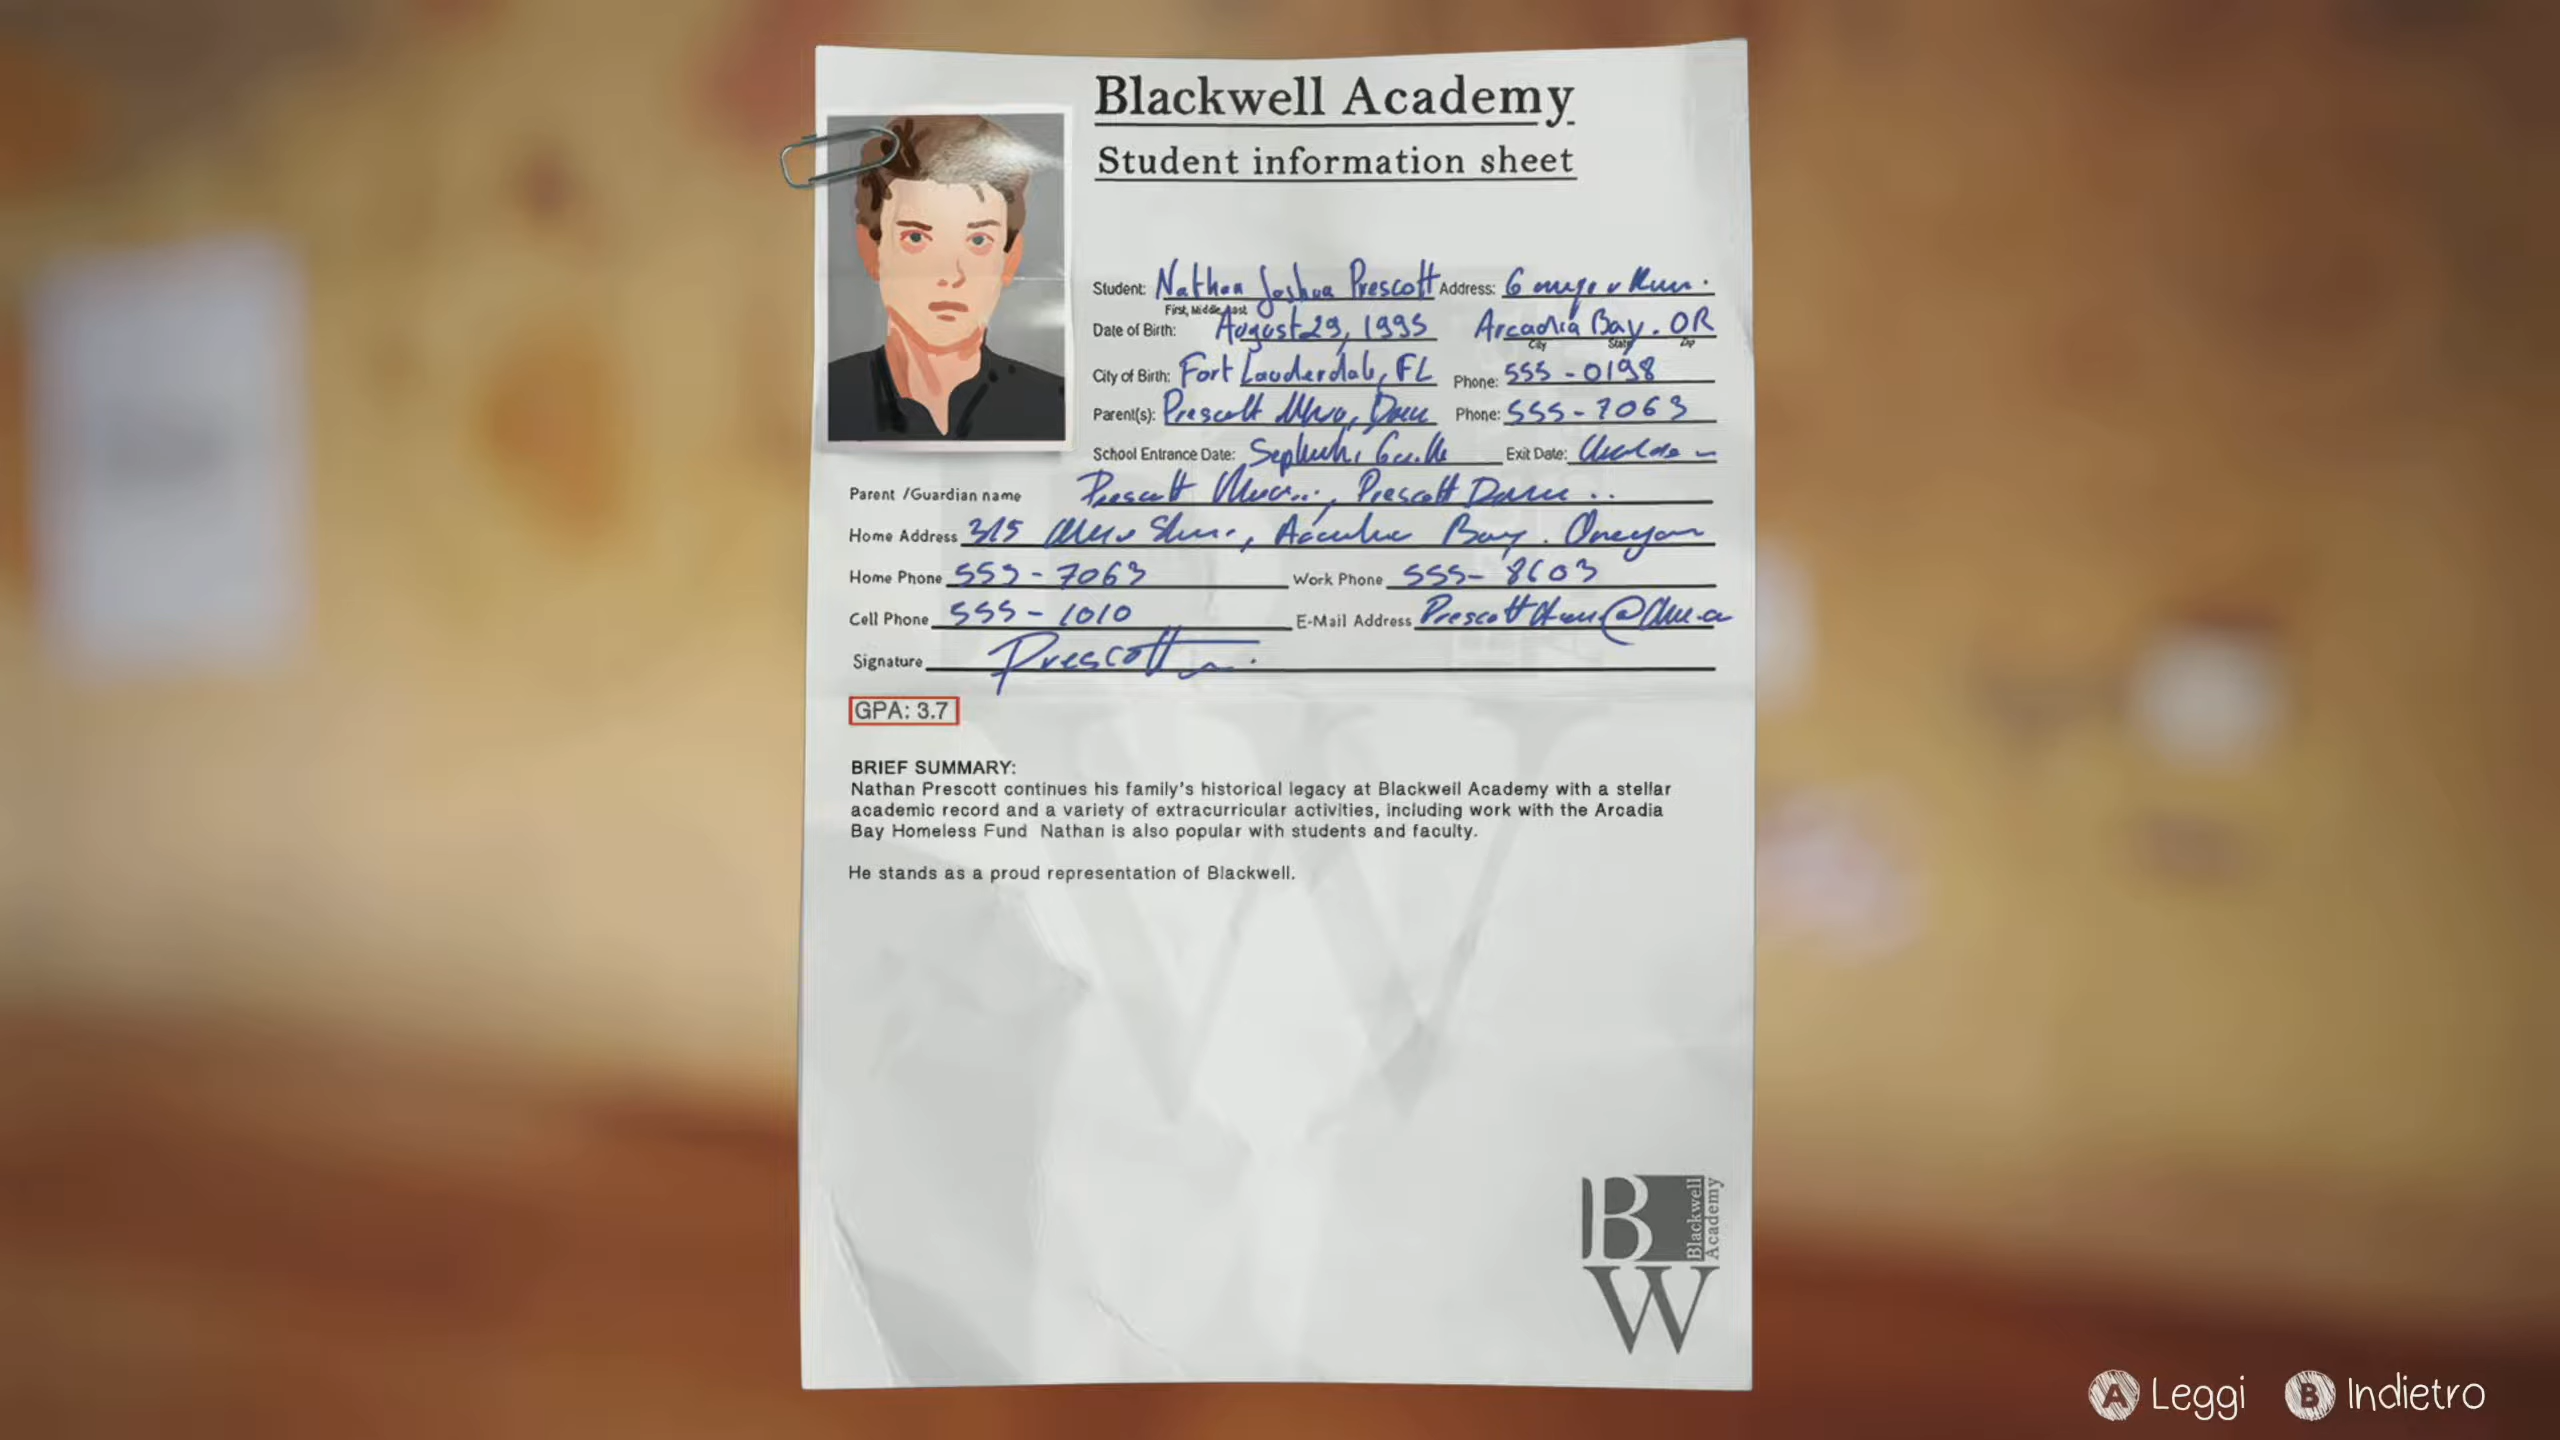 Blackwell Academy
Student information sheet
Student: Nathan Joshua Prescott Address: 6
First, Middle, Last
Date of Birth: August 29, 1995 Arcadia Bay. OR
City State Zip
City of Birth: Fort Lauderdale, FL Phone: 555-0198
Parent(s): Prescott Phone: 555-7063
School Entrance Date: Exit Date:
Parent /Guardian name Prescott , Prescott
Home Address 315 , Bay. Oregon
Home Phone 555-7063 Work Phone 555-8603
Cell Phone 555-1010 E-Mail Address Prescott
Signature Prescott
GPA: 3.7
BRIEF SUMMARY:
Nathan Prescott continues his family's historical legacy at Blackwell Academy with a stellar
academic record and a variety of extracurricular activities, including work with the Arcadia
Bay Homeless Fund Nathan is also popular with students and faculty.
He stands as a proud representation of Blackwell.
B
W
Blackwell
Academy
A Leggi B Indietro